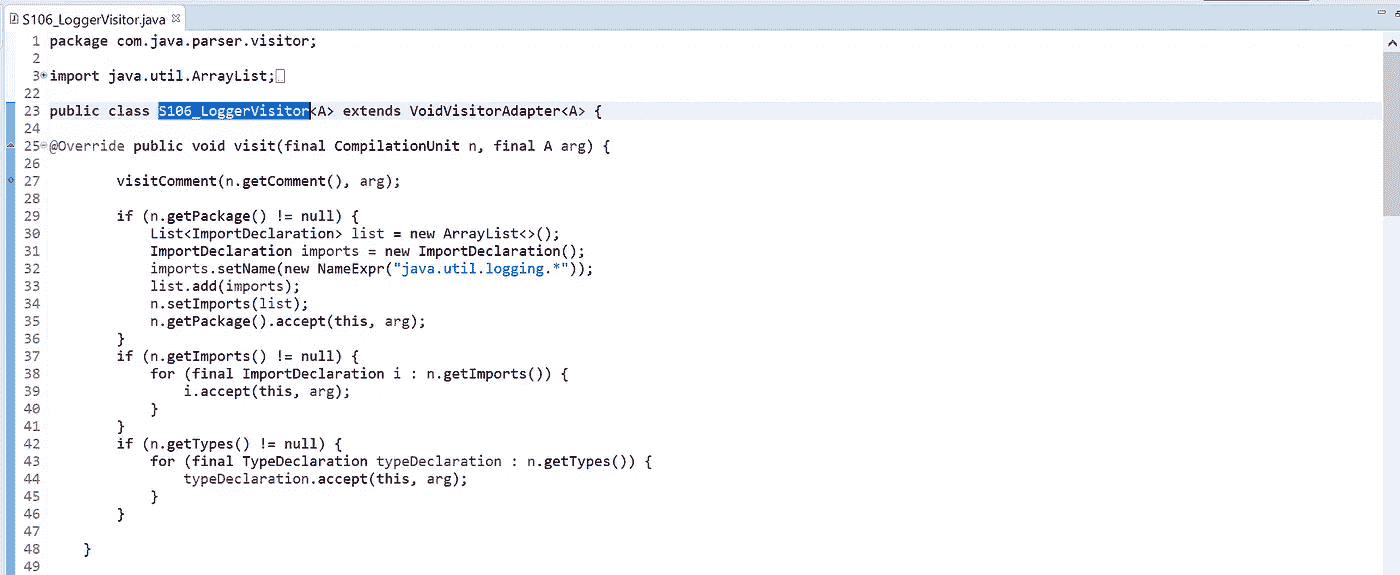 S106_LoggerVisitor.java
1 package com.java.parser.visitor;
2
3 import java.util.ArrayList;
22
23 public class S106_LoggerVisitor<A> extends VoidVisitorAdapter<A> {
24
25 @Override public void visit(final CompilationUnit n, final A arg) {
26
27         visitComment(n.getComment(), arg);
28
29         if (n.getPackage() != null) {
30             List<ImportDeclaration> list = new ArrayList<>();
31             ImportDeclaration imports = new ImportDeclaration();
32             imports.setName(new NameExpr("java.util.logging.*"));
33             list.add(imports);
34             n.setImports(list);
35             n.getPackage().accept(this, arg);
36         }
37         if (n.getImports() != null) {
38             for (final ImportDeclaration i : n.getImports()) {
39                 i.accept(this, arg);
40             }
41         }
42         if (n.getTypes() != null) {
43             for (final TypeDeclaration typeDeclaration : n.getTypes()) {
44                 typeDeclaration.accept(this, arg);
45             }
46         }
47
48     }
49